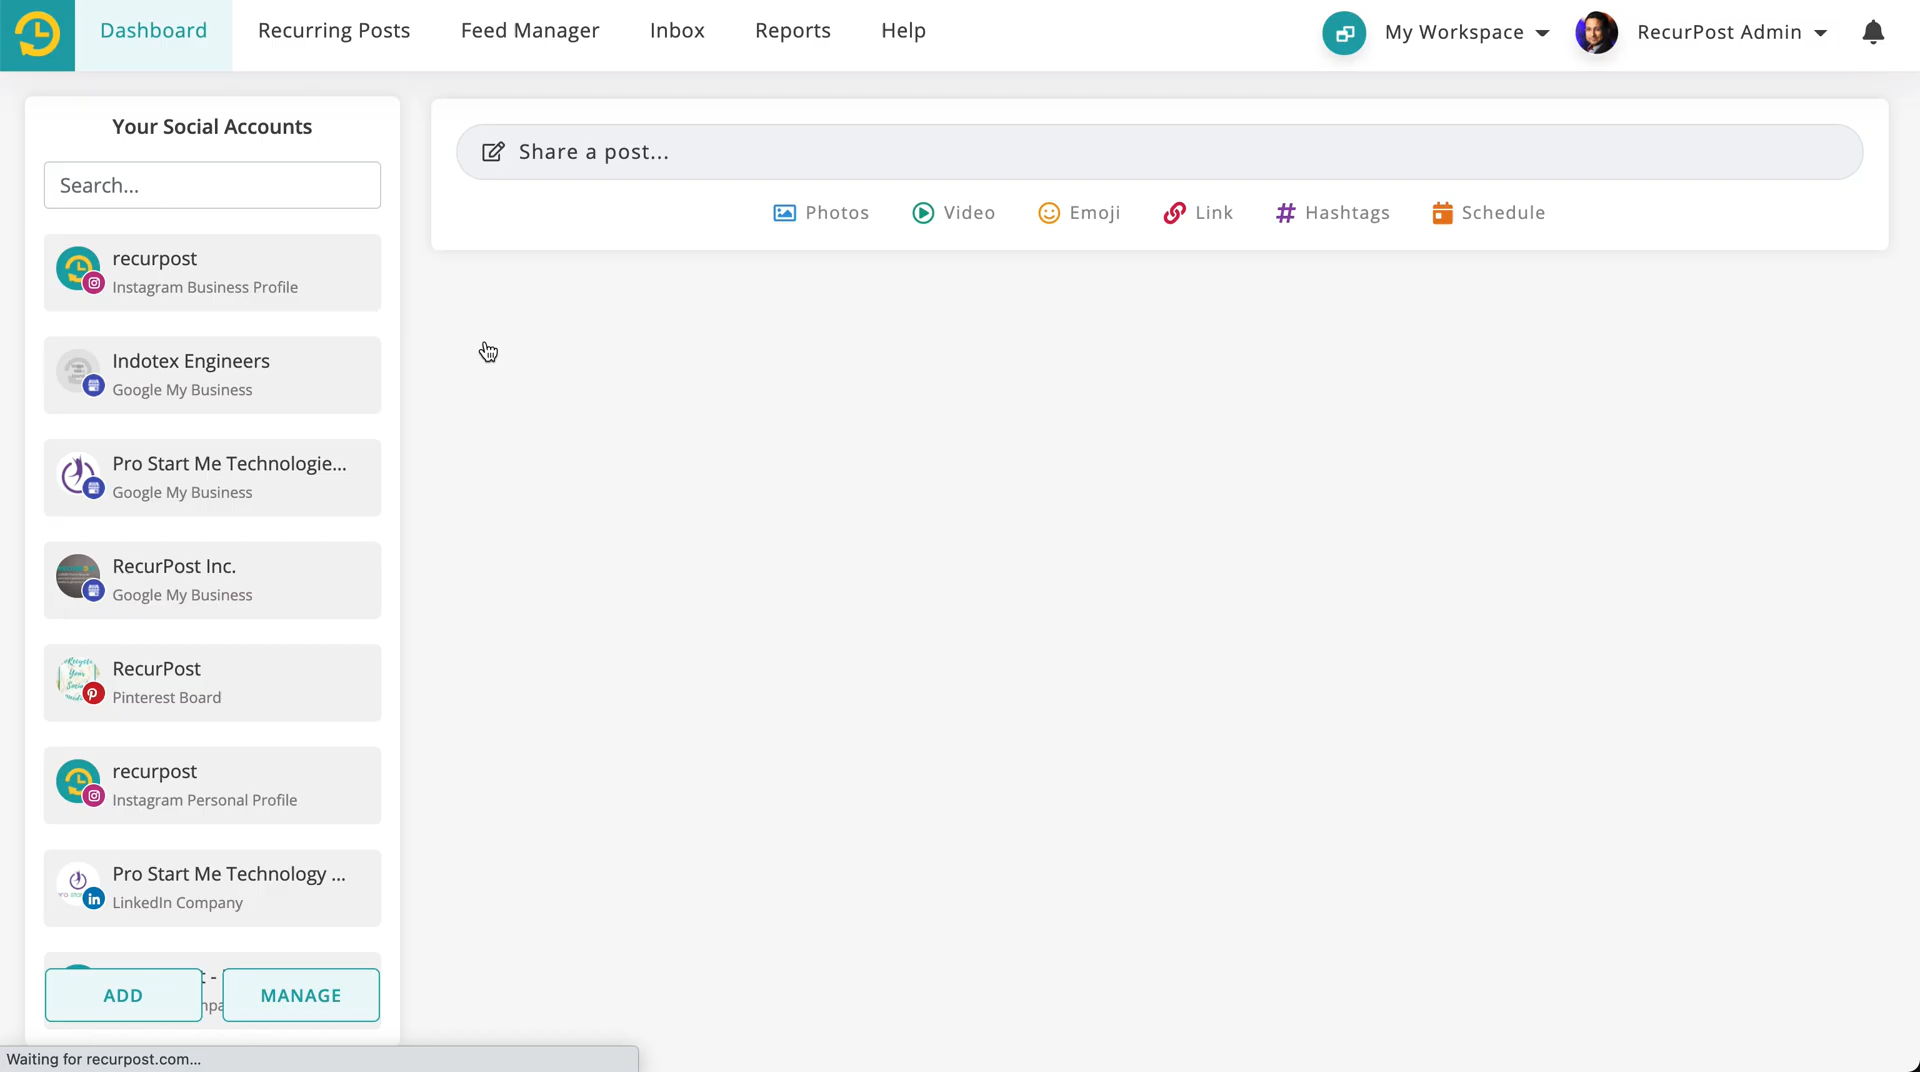 Dashboard
Recurring Posts
Feed Manager
Inbox
Reports
Help
My Workspace
RecurPost Admin
Your Social Accounts
Search...
recurpost
Instagram Business Profile
Indotex Engineers
Google My Business
Pro Start Me Technologie...
Google My Business
RecurPost Inc.
Google My Business
RecurPost
Pinterest Board
recurpost
Instagram Personal Profile
Pro Start Me Technology ...
LinkedIn Company
ADD
MANAGE
Share a post...
Photos
Video
Emoji
Link
Hashtags
Schedule
Waiting for recurpost.com...